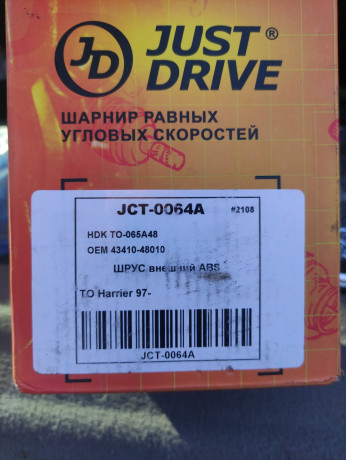 JD JUST ®
DRIVE
ШАРНИР РАВНЫХ
УГЛОВЫХ СКОРОСТЕЙ
JCT-0064A #2108
HDK TO-065A48
OEM 43410-48010
ШРУС внешний ABS
TO Harrier 97-
JCT-0064A